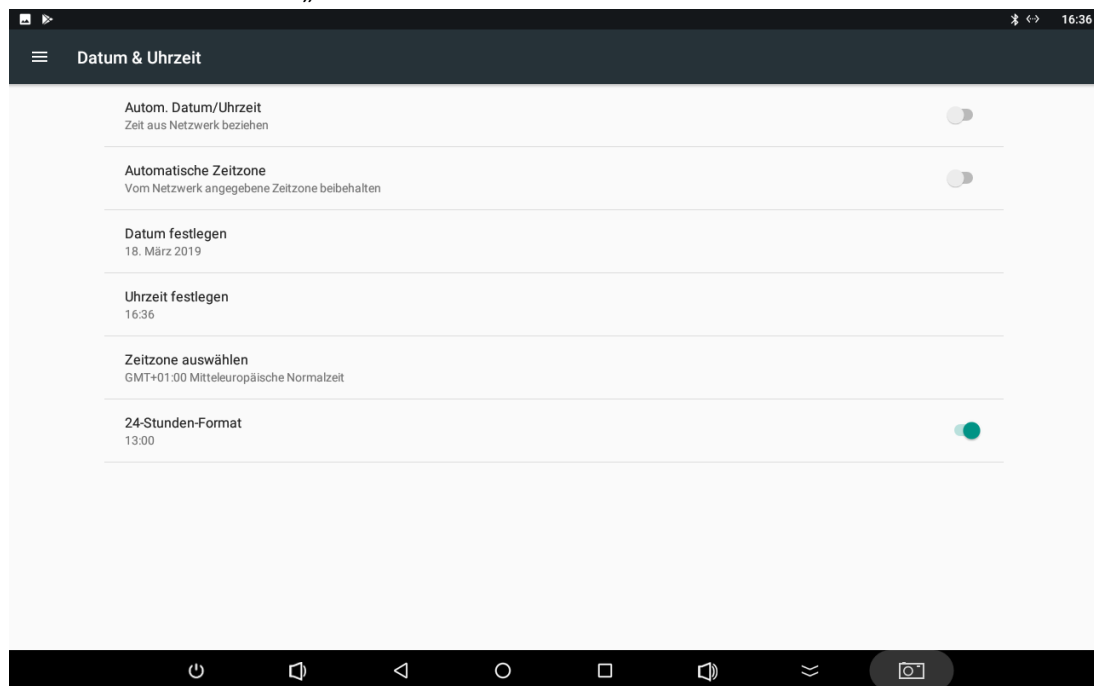 „
16:36
Datum & Uhrzeit
Autom. Datum/Uhrzeit
Zeit aus Netzwerk beziehen
Automatische Zeitzone
Vom Netzwerk angegebene Zeitzone beibehalten
Datum festlegen
18. März 2019
Uhrzeit festlegen
16:36
Zeitzone auswählen
GMT+01:00 Mitteleuropäische Normalzeit
24-Stunden-Format
13:00